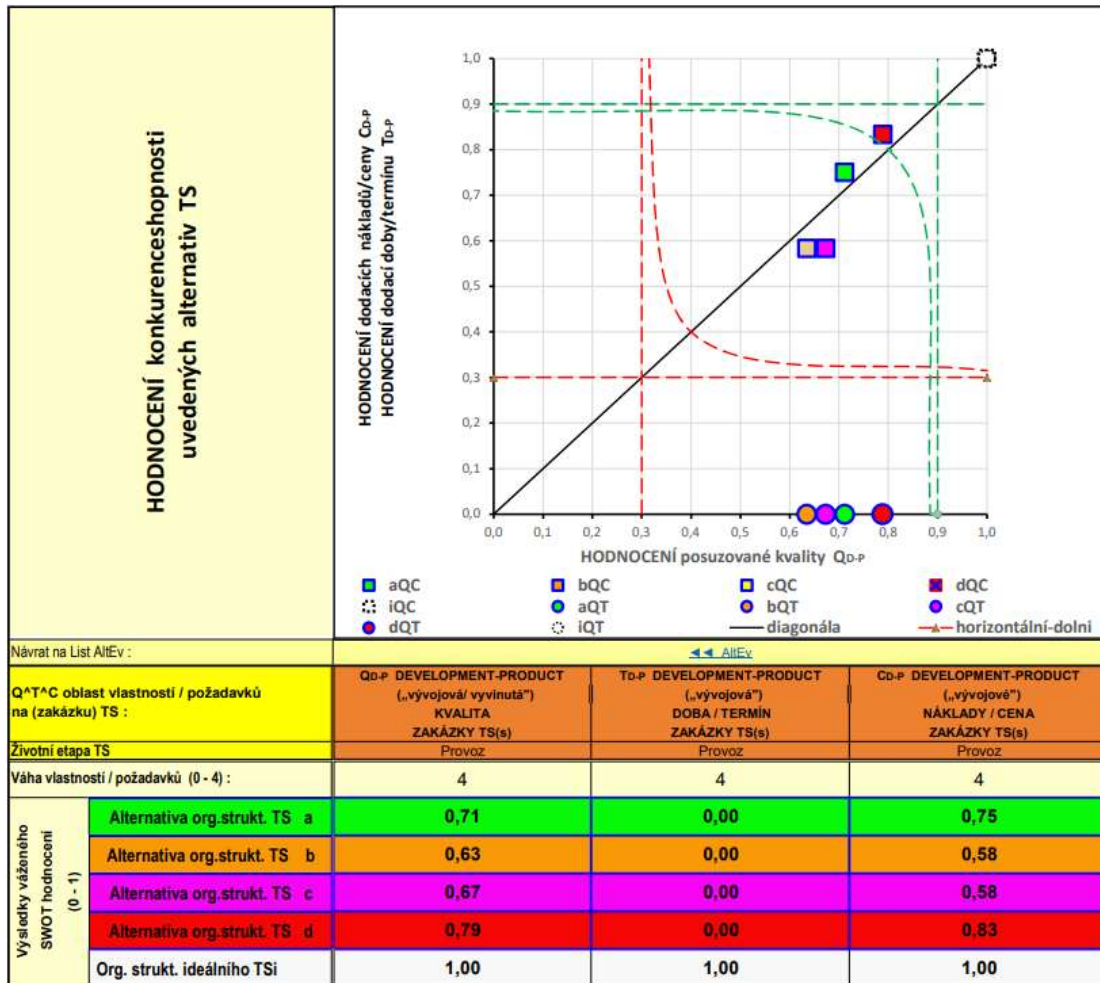 HODNOCENÍ konkurenceshopnosti
uvedených alternativ TS
HODNOCENÍ dodacích nákladů/ceny CD-P
HODNOCENÍ dodací doby/termínu TD-P
1,0
0,9
0,8
0,7
0,6
0,5
0,4
0,3
0,2
0,1
0,0
0,0 0,1 0,2 0,3 0,4 0,5 0,6 0,7 0,8 0,9 1,0
HODNOCENÍ posuzované kvality QD-P
aQC bQC cQC dQC
iQC aQT bQT cQT
dQT iQT diagonála horizontální-dolni
Návrat na List AltEv : ◄◄ AltEv
Q^T^C oblast vlastností / požadavků
na (zakázku) TS :
QD-P DEVELOPMENT-PRODUCT
(„vývojová/ vyvinutá")
KVALITA
ZAKÁZKY TS(s)
TD-P DEVELOPMENT-PRODUCT
(„vývojová")
DOBA / TERMÍN
ZAKÁZKY TS(s)
CD-P DEVELOPMENT-PRODUCT
(„vývojové")
NÁKLADY / CENA
ZAKÁZKY TS(s)
Životní etapa TS Provoz Provoz Provoz
Váha vlastností / požadavků (0 - 4) : 4 4 4
Výsledky váženého
SWOT hodnocení
(0 - 1)
Alternativa org.strukt. TS a 0,71 0,00 0,75
Alternativa org.strukt. TS b 0,63 0,00 0,58
Alternativa org.strukt. TS c 0,67 0,00 0,58
Alternativa org.strukt. TS d 0,79 0,00 0,83
Org. strukt. ideálního TSi 1,00 1,00 1,00